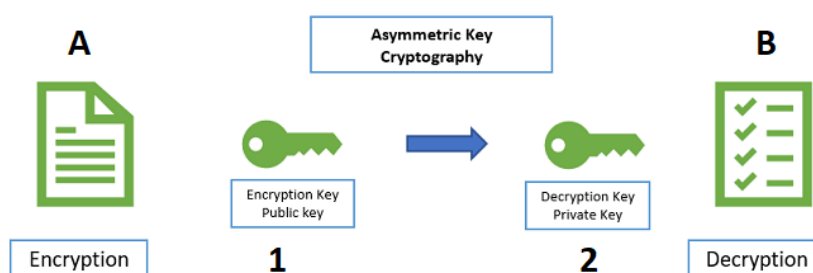 A
Asymmetric Key
Cryptography
B
Encryption Key
Public key
Decryption Key
Private Key
Encryption
1
2
Decryption